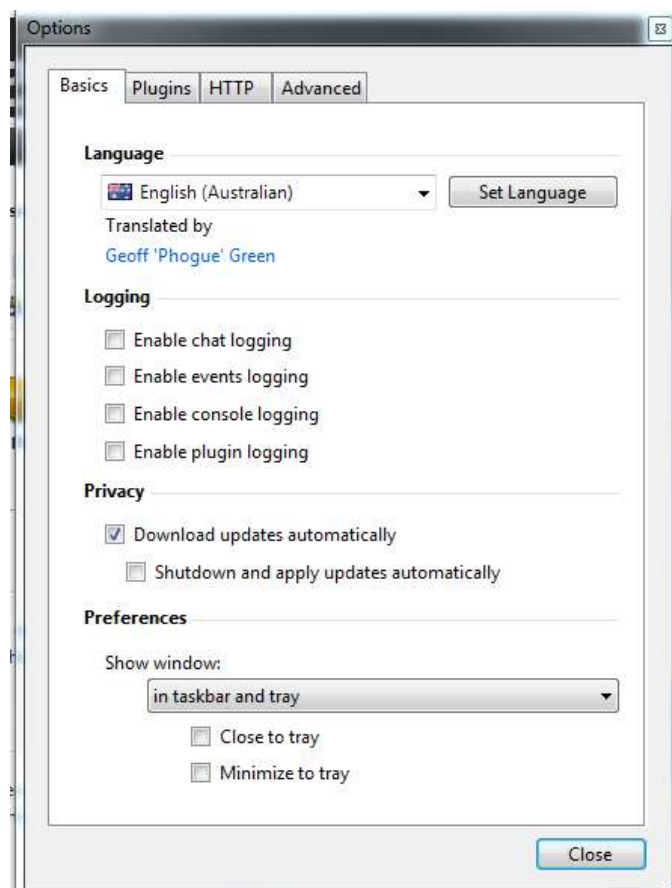 Options
Basics Plugins HTTP Advanced
Language
English (Australian) Set Language
Translated by
Geoff 'Phogue' Green
Logging
Enable chat logging
Enable events logging
Enable console logging
Enable plugin logging
Privacy
Download updates automatically
Shutdown and apply updates automatically
Preferences
Show window:
in taskbar and tray
Close to tray
Minimize to tray
Close